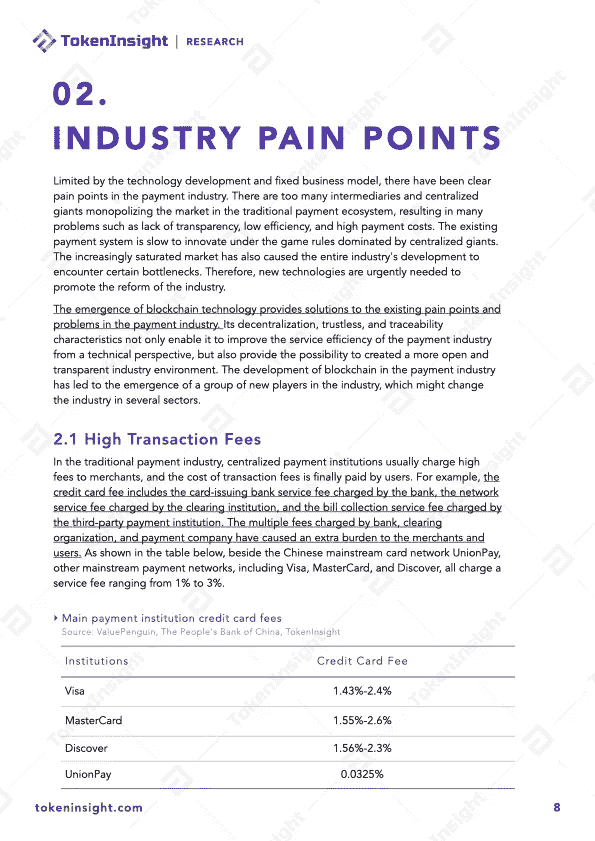 TokenInsight | RESEARCH
02.
INDUSTRY PAIN POINTS
Limited by the technology development and fixed business model, there have been clear
pain points in the payment industry. There are too many intermediaries and centralized
giants monopolizing the market in the traditional payment ecosystem, resulting in many
problems such as lack of transparency, low efficiency, and high payment costs. The existing
payment system is slow to innovate under the game rules dominated by centralized giants.
The increasingly saturated market has also caused the entire industry's development to
encounter certain bottlenecks. Therefore, new technologies are urgently needed to
promote the reform of the industry.
The emergence of blockchain technology provides solutions to the existing pain points and
problems in the payment industry. Its decentralization, trustless, and traceability
characteristics not only enable it to improve the service efficiency of the payment industry
from a technical perspective, but also provide the possibility to created a more open and
transparent industry environment. The development of blockchain in the payment industry
has led to the emergence of a group of new players in the industry, which might change
the industry in several sectors.
2.1 High Transaction Fees
In the traditional payment industry, centralized payment institutions usually charge high
fees to merchants, and the cost of transaction fees is finally paid by users. For example, the
credit card fee includes the card-issuing bank service fee charged by the bank, the network
service fee charged by the clearing institution, and the bill collection service fee charged by
the third-party payment institution. The multiple fees charged by bank, clearing
organization, and payment company have caused an extra burden to the merchants and
users. As shown in the table below, beside the Chinese mainstream card network UnionPay,
other mainstream payment networks, including Visa, MasterCard, and Discover, all charge a
service fee ranging from 1% to 3%.
Main payment institution credit card fees
Source: ValuePenguin, The People's Bank of China, TokenInsight
Institutions Credit Card Fee
Visa 1.43%-2.4%
MasterCard 1.55%-2.6%
Discover 1.56%-2.3%
UnionPay 0.0325%
tokeninsight.com 8